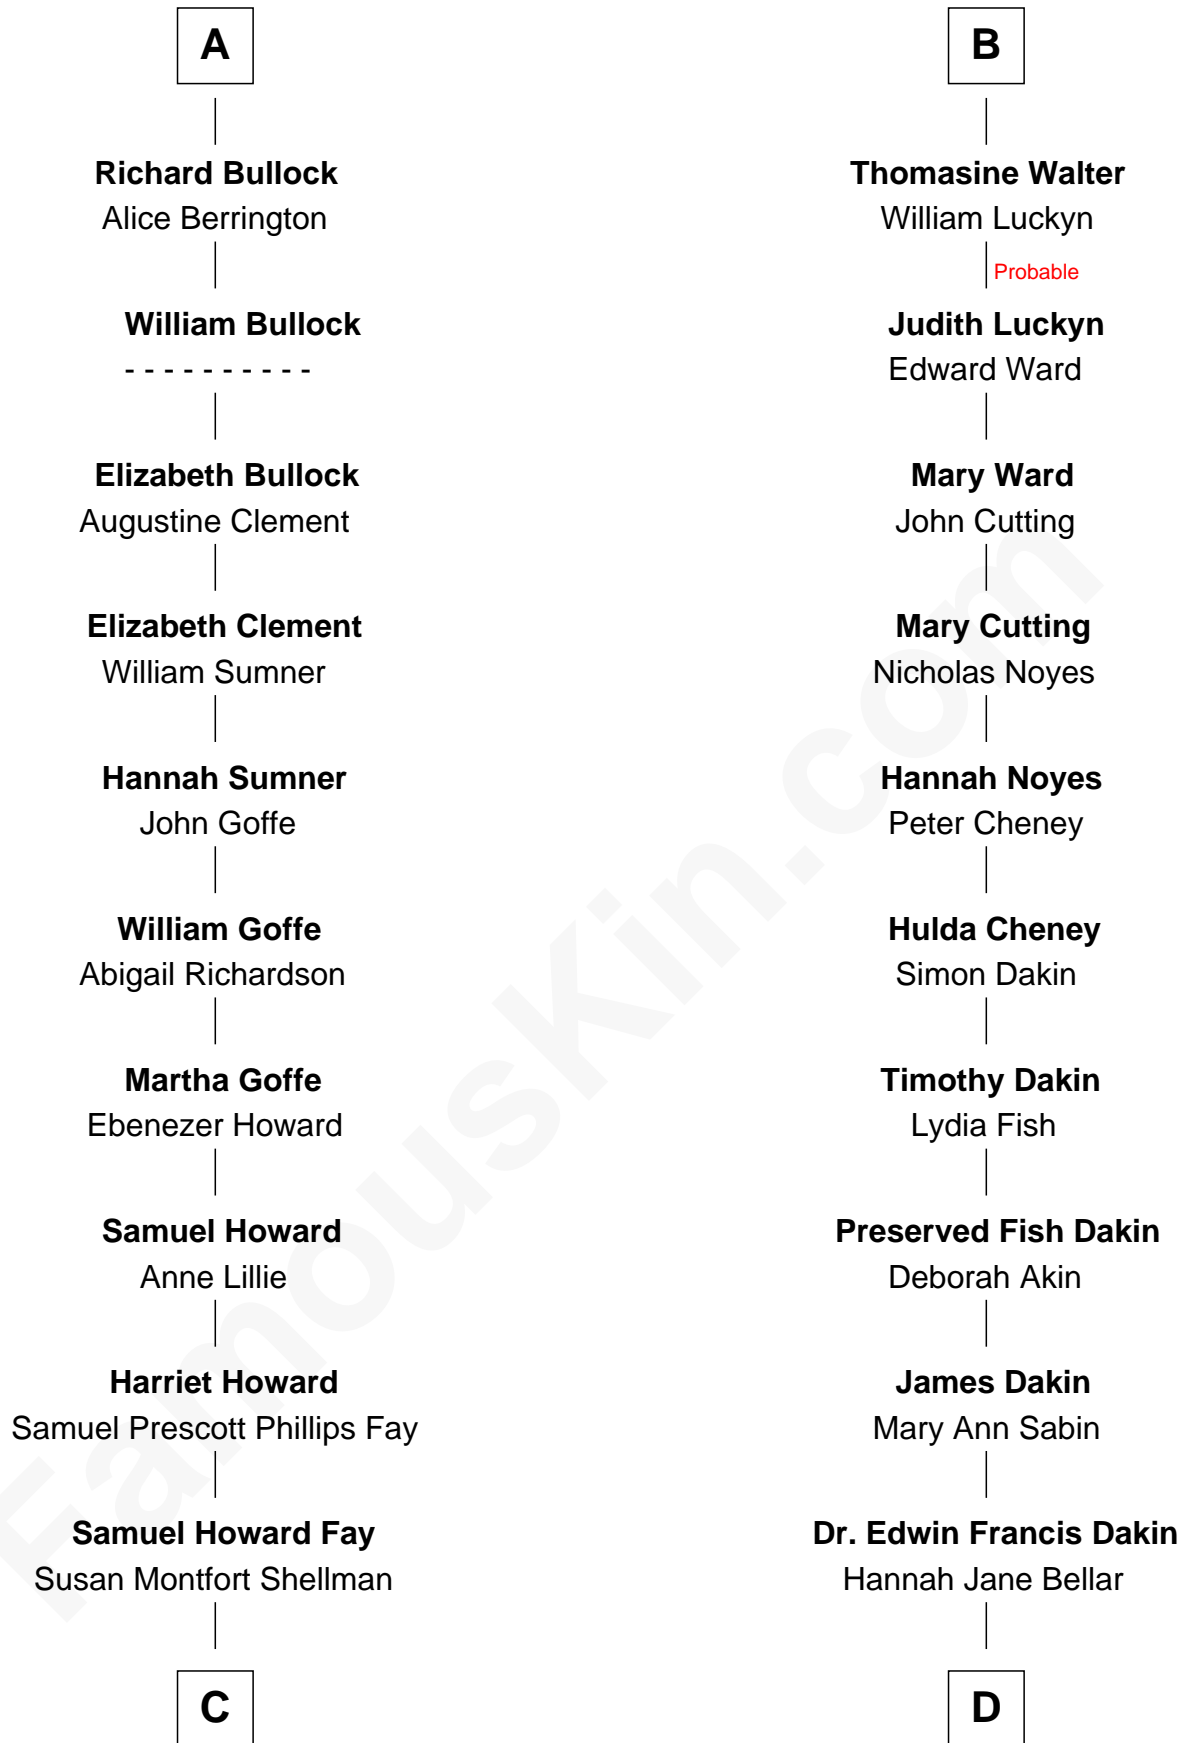 A
Richard Bullock
Alice Berrington
William Bullock
- - - - - - - - - -
Elizabeth Bullock
Augustine Clement
Elizabeth Clement
William Sumner
Hannah Sumner
John Goffe
William Goffe
Abigail Richardson
Martha Goffe
Ebenezer Howard
Samuel Howard
Anne Lillie
Harriet Howard
Samuel Prescott Phillips Fay
Samuel Howard Fay
Susan Montfort Shellman
C
B
Thomasine Walter
William Luckyn
Probable
Judith Luckyn
Edward Ward
Mary Ward
John Cutting
Mary Cutting
Nicholas Noyes
Hannah Noyes
Peter Cheney
Hulda Cheney
Simon Dakin
Timothy Dakin
Lydia Fish
Preserved Fish Dakin
Deborah Akin
James Dakin
Mary Ann Sabin
Dr. Edwin Francis Dakin
Hannah Jane Bellar
D
FamousKin.com